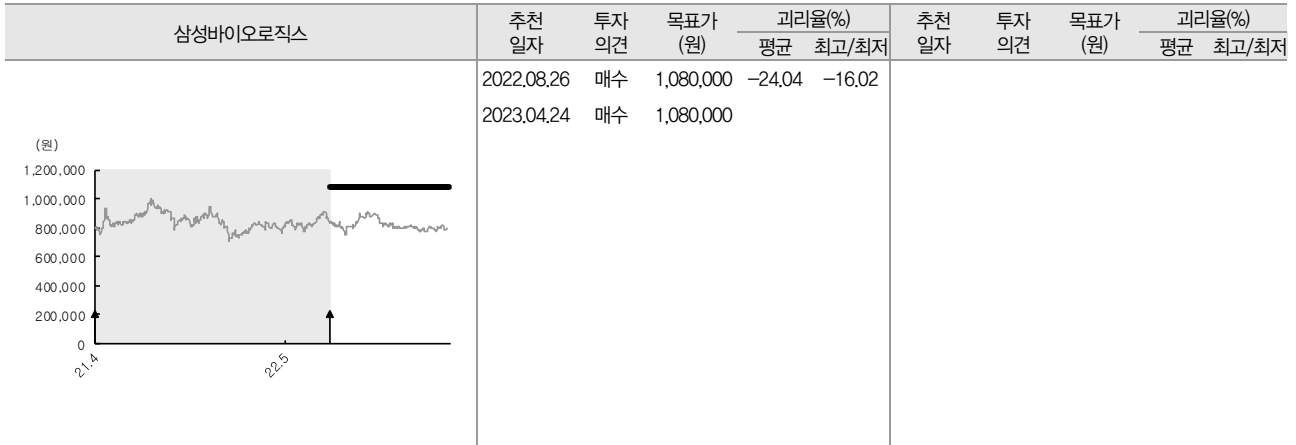 삼성바이오로직스
추천 일자 투자 의견 목표가 (원) 괴리율(%) 평균 최고/최저
추천 일자 투자 의견 목표가 (원) 괴리율(%) 평균 최고/최저
2022.08.26 매수 1,080,000 -24.04 -16.02
2023.04.24 매수 1,080,000
(원)
1,200,000
1,000,000
800,000
600,000
400,000
200,000
0
21.4 22.5